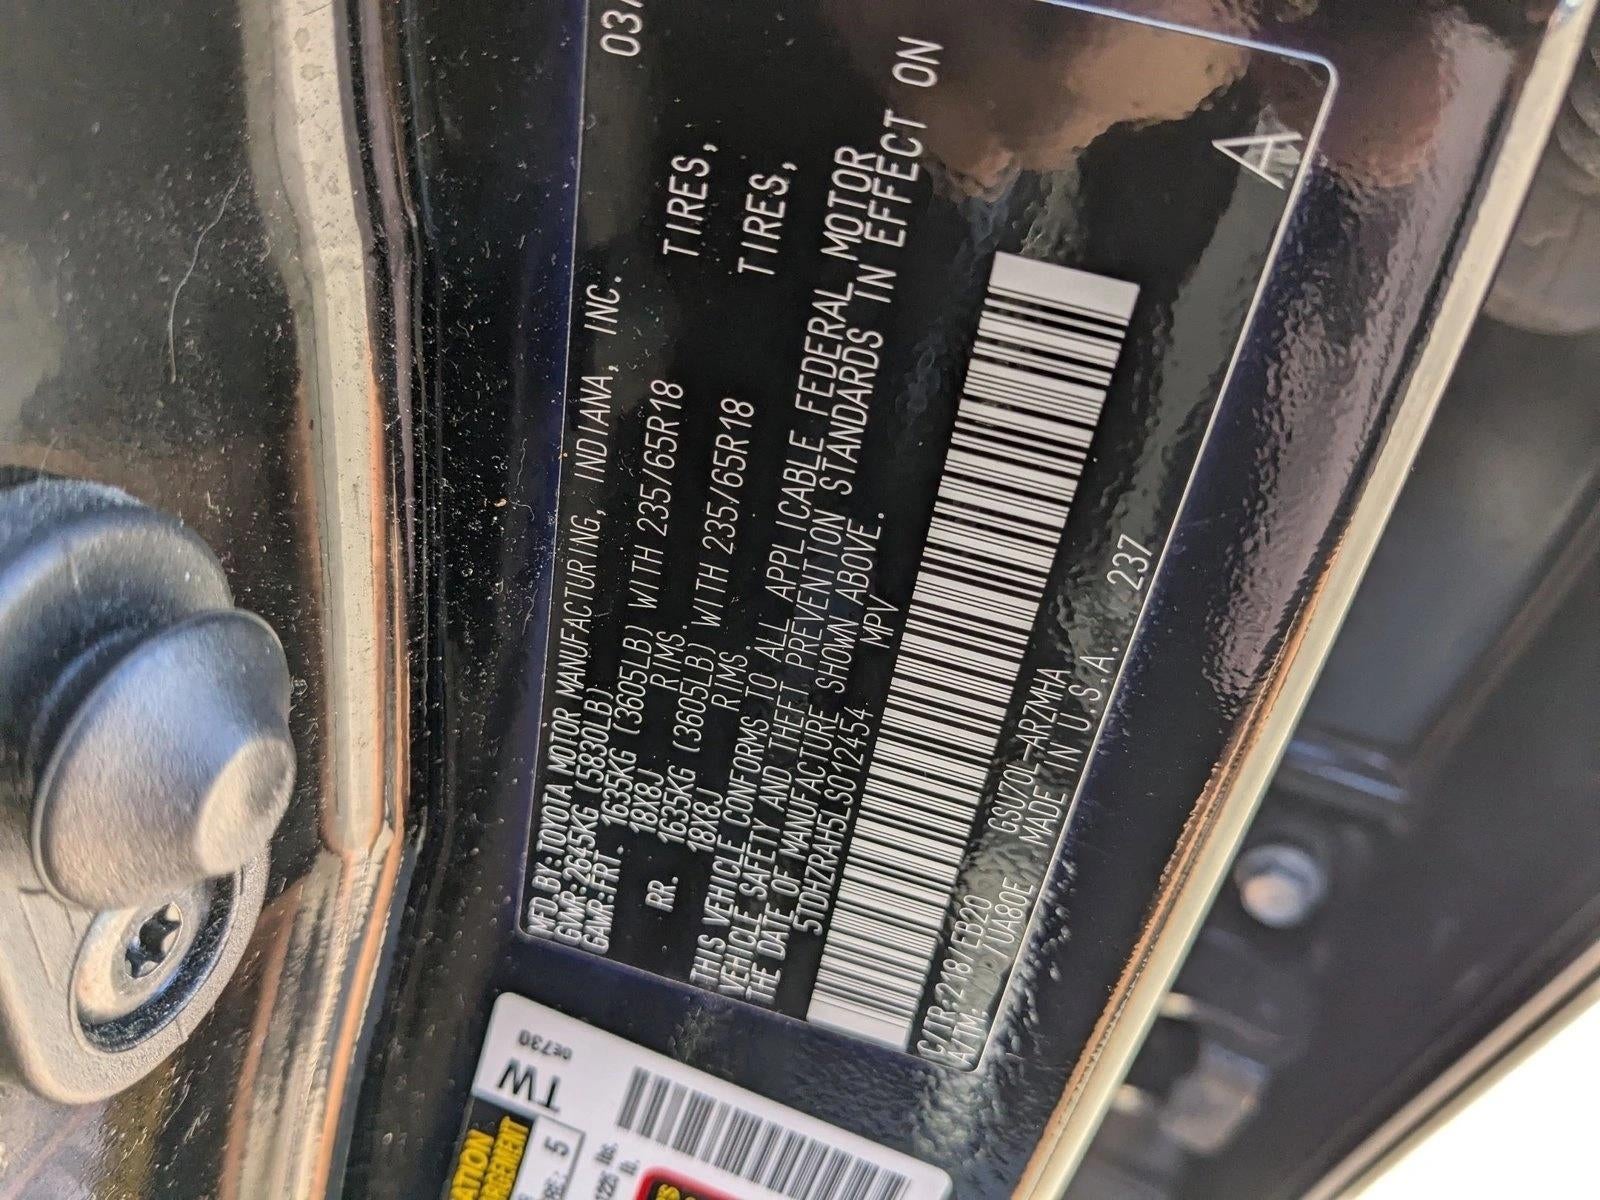 MFD.BY:TOYOTA MOTOR MANUFACTURING, INDIANA, INC. 03/
GVWR:2645KG (5830LB)
GAWR:FRT. 1635KG (3605LB) WITH 235/65R18 TIRES,
18X8J RIMS.
RR. 1635KG (3605LB) WITH 235/65R18 TIRES,
18X8J RIMS.
THIS VEHICLE CONFORMS TO ALL APPLICABLE FEDERAL MOTOR
VEHICLE SAFETY AND THEFT PREVENTION STANDARDS IN EFFECT ON
THE DATE OF MANUFACTURE SHOWN ABOVE.
5TDHZRAH5LS012454 MPV
C/TR:218/EB20 GSU70L-ARZMHA
A/TM: /UA80E MADE IN U.S.A. 237
A
TW
OE730
5